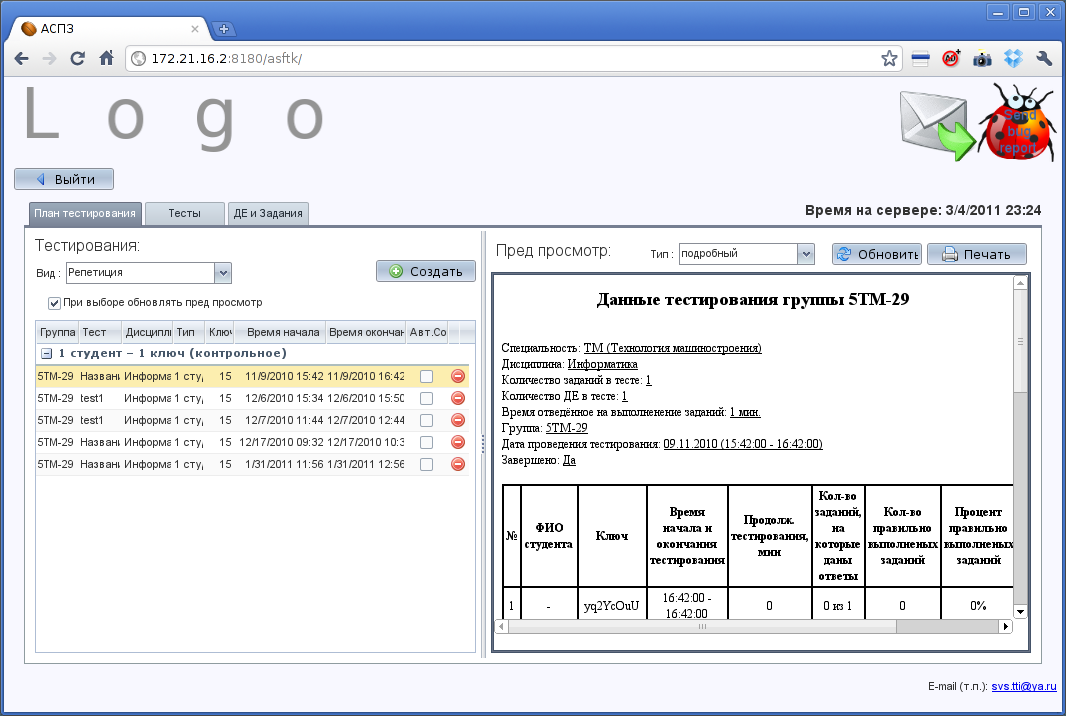 АСПЗ
172.21.16.2:8180/asftk/
Logo
Send
bug
report
Выйти
План тестирования Тесты ДЕ и Задания
Время на сервере: 3/4/2011 23:24
Тестирования:
Вид : Репетиция
Создать
При выборе обновлять пред просмотр
Группа Тест Дисципли Тип Ключ Время начала Время окончан Авт.Со
1 студент – 1 ключ (контрольное)
5ТМ-29 Названи Информа 1 сту, 15 11/9/2010 15:42 11/9/2010 16:42
5ТМ-29 test1 Информа 1 сту, 15 12/6/2010 15:34 12/6/2010 15:50
5ТМ-29 test1 Информа 1 сту, 15 12/7/2010 11:44 12/7/2010 12:44
5ТМ-29 Названи Информа 1 сту, 15 12/17/2010 09:32 12/17/2010 10:3
5ТМ-29 Названи Информа 1 сту, 15 1/31/2011 11:56 1/31/2011 12:56
Пред просмотр:
Тип : подробный
Обновить Печать
Данные тестирования группы 5ТМ-29
Специальность: ТМ (Технология машиностроения)
Дисциплина: Информатика
Количество заданий в тесте: 1
Количество ДЕ в тесте: 1
Время отведённое на выполненение заданий: 1 мин.
Группа: 5ТМ-29
Дата проведения тестирования: 09.11.2010 (15:42:00 - 16:42:00)
Завершено: Да
№ ФИО студента Ключ Время начала и окончания тестирования Продолж. тестирования, мин Кол-во заданий, на которые даны ответы Кол-во правильно выполненых заданий Процент правильно выполненых заданий
1 - yq2YcOuU 16:42:00 - 16:42:00 0 0 из 1 0 0%
E-mail (т.п.): svs.tti@ya.ru